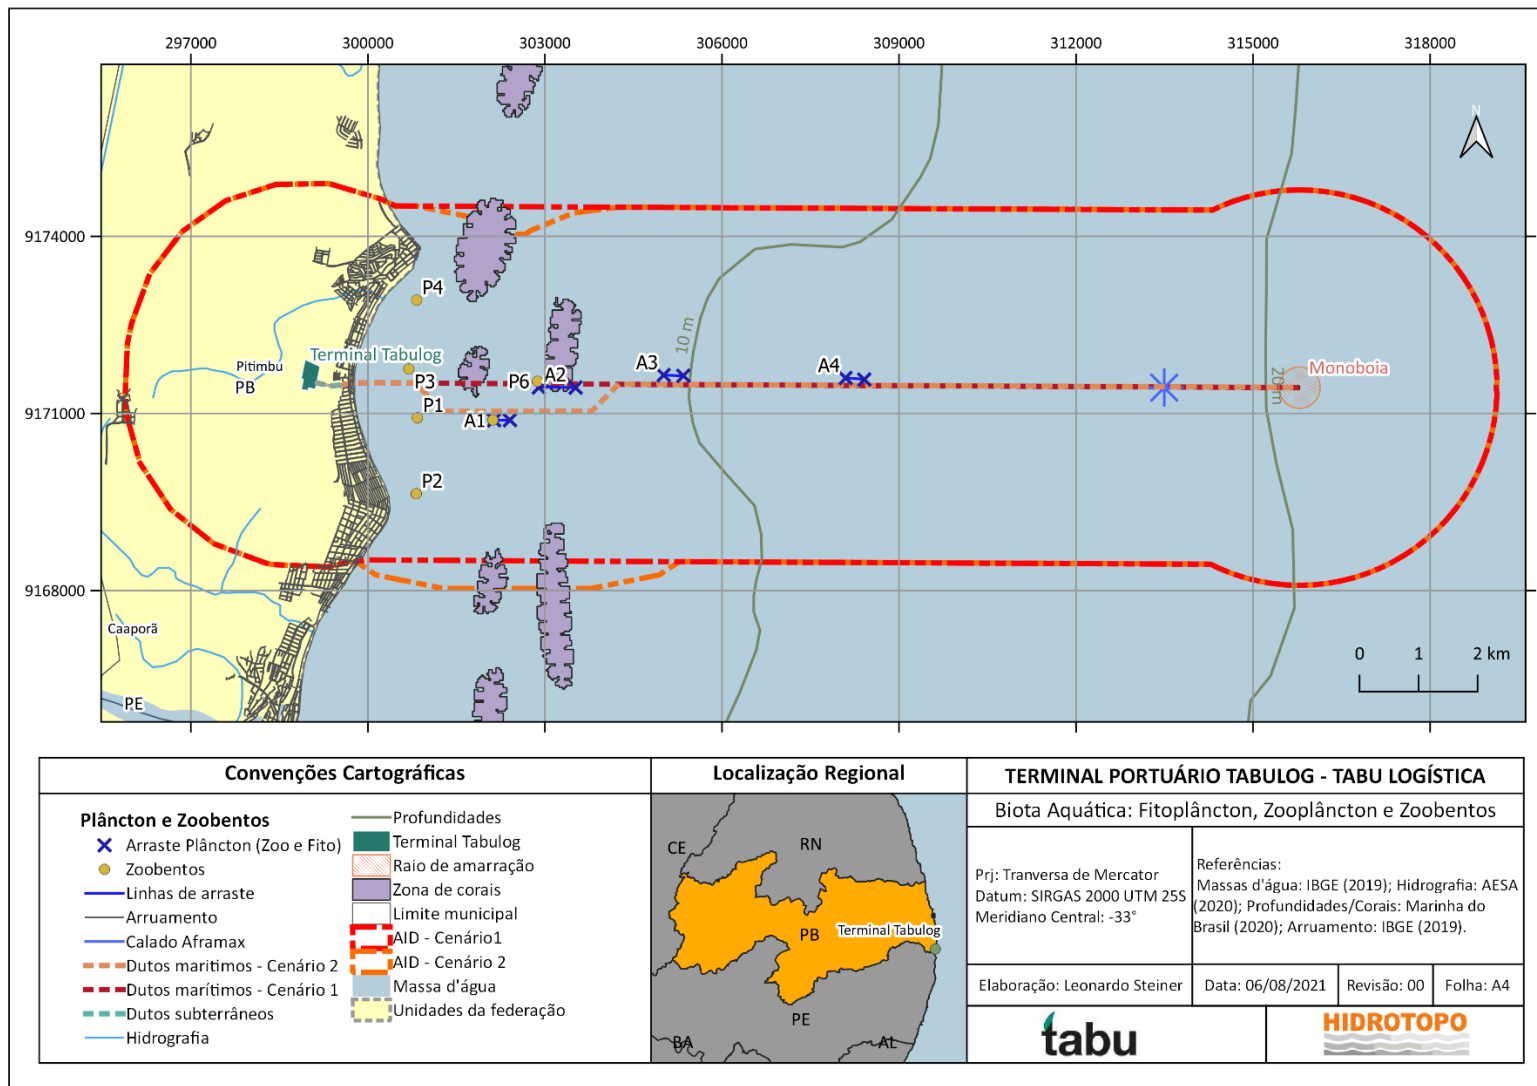 297000 300000 303000 306000 309000 312000 315000 318000
N
9174000
9171000
9168000
P4
Terminal Tabulog
Pitimbu
PB
P3
P6
A2
A3
A4
10 m
20 m
Monoboia
P1
A1
P2
Caaporã
PE
0 1 2 km
Convenções Cartográficas
Plâncton e Zoobentos
Arraste Plâncton (Zoo e Fito)
Zoobentos
Linhas de arraste
Arruamento
Calado Aframax
Dutos maritimos - Cenário 2
Dutos marítimos - Cenário 1
Dutos subterrâneos
Hidrografia
Profundidades
Terminal Tabulog
Raio de amarração
Zona de corais
Limite municipal
AID - Cenário1
AID - Cenário 2
Massa d'água
Unidades da federação
Localização Regional
CE
RN
PB
Terminal Tabulog
PE
BA
AL
TERMINAL PORTUÁRIO TABULOG - TABU LOGÍSTICA
Biota Aquática: Fitoplâncton, Zooplâncton e Zoobentos
Prj: Tranversa de Mercator
Datum: SIRGAS 2000 UTM 25S
Meridiano Central: -33°
Referências:
Massas d'água: IBGE (2019); Hidrografia: AESA
(2020); Profundidades/Corais: Marinha do
Brasil (2020); Arruamento: IBGE (2019).
Elaboração: Leonardo Steiner
Data: 06/08/2021
Revisão: 00
Folha: A4
tabu
HIDROTOPO